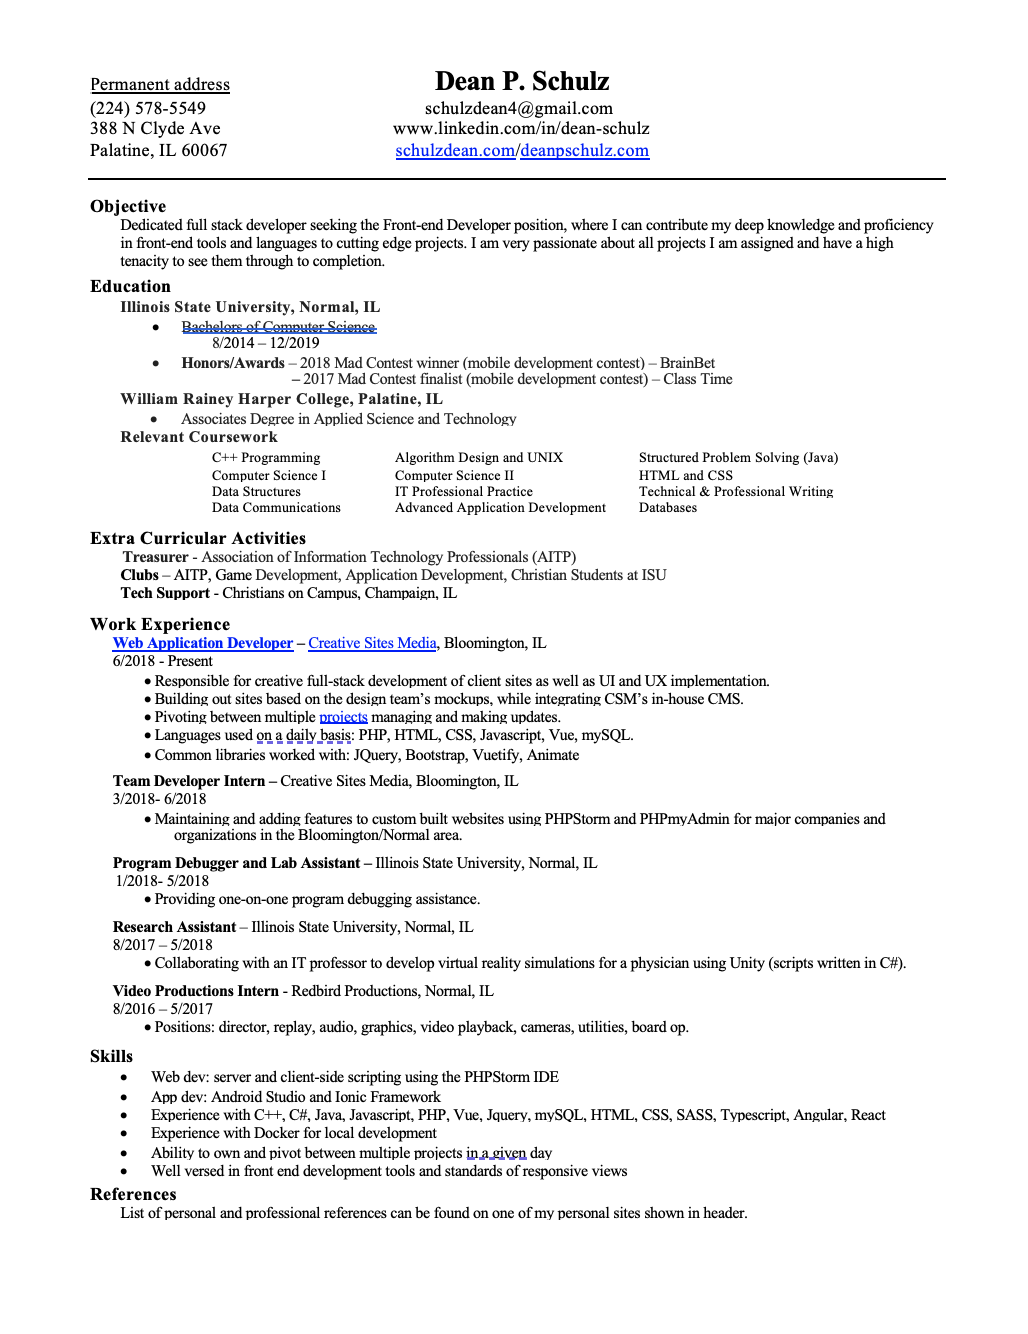 Dean P. Schulz
Permanent address
(224) 578-5549
388 N Clyde Ave
Palatine, IL 60067
schulzdean4@gmail.com
www.linkedin.com/in/dean-schulz
schulzdean.com/deanpschulz.com
Objective
Dedicated full stack developer seeking the Front-end Developer position, where I can contribute my deep knowledge and proficiency
in front-end tools and languages to cutting edge projects. I am very passionate about all projects I am assigned and have a high
tenacity to see them through to completion.
Education
Illinois State University, Normal, IL
• Bachelors of Computer Science
8/2014 – 12/2019
• Honors/Awards – 2018 Mad Contest winner (mobile development contest) – BrainBet
– 2017 Mad Contest finalist (mobile development contest) – Class Time
William Rainey Harper College, Palatine, IL
• Associates Degree in Applied Science and Technology
Relevant Coursework
C++ Programming Algorithm Design and UNIX Structured Problem Solving (Java)
Computer Science I Computer Science II HTML and CSS
Data Structures IT Professional Practice Technical & Professional Writing
Data Communications Advanced Application Development Databases
Extra Curricular Activities
Treasurer - Association of Information Technology Professionals (AITP)
Clubs – AITP, Game Development, Application Development, Christian Students at ISU
Tech Support - Christians on Campus, Champaign, IL
Work Experience
Web Application Developer – Creative Sites Media, Bloomington, IL
6/2018 - Present
• Responsible for creative full-stack development of client sites as well as UI and UX implementation.
• Building out sites based on the design team's mockups, while integrating CSM's in-house CMS.
• Pivoting between multiple projects managing and making updates.
• Languages used on a daily basis: PHP, HTML, CSS, Javascript, Vue, mySQL.
• Common libraries worked with: JQuery, Bootstrap, Vuetify, Animate
Team Developer Intern – Creative Sites Media, Bloomington, IL
3/2018- 6/2018
• Maintaining and adding features to custom built websites using PHPStorm and PHPmyAdmin for major companies and
organizations in the Bloomington/Normal area.
Program Debugger and Lab Assistant – Illinois State University, Normal, IL
1/2018- 5/2018
• Providing one-on-one program debugging assistance.
Research Assistant – Illinois State University, Normal, IL
8/2017 – 5/2018
• Collaborating with an IT professor to develop virtual reality simulations for a physician using Unity (scripts written in C#).
Video Productions Intern - Redbird Productions, Normal, IL
8/2016 – 5/2017
• Positions: director, replay, audio, graphics, video playback, cameras, utilities, board op.
Skills
• Web dev: server and client-side scripting using the PHPStorm IDE
• App dev: Android Studio and Ionic Framework
• Experience with C++, C#, Java, Javascript, PHP, Vue, Jquery, mySQL, HTML, CSS, SASS, Typescript, Angular, React
• Experience with Docker for local development
• Ability to own and pivot between multiple projects in a given day
• Well versed in front end development tools and standards of responsive views
References
List of personal and professional references can be found on one of my personal sites shown in header.